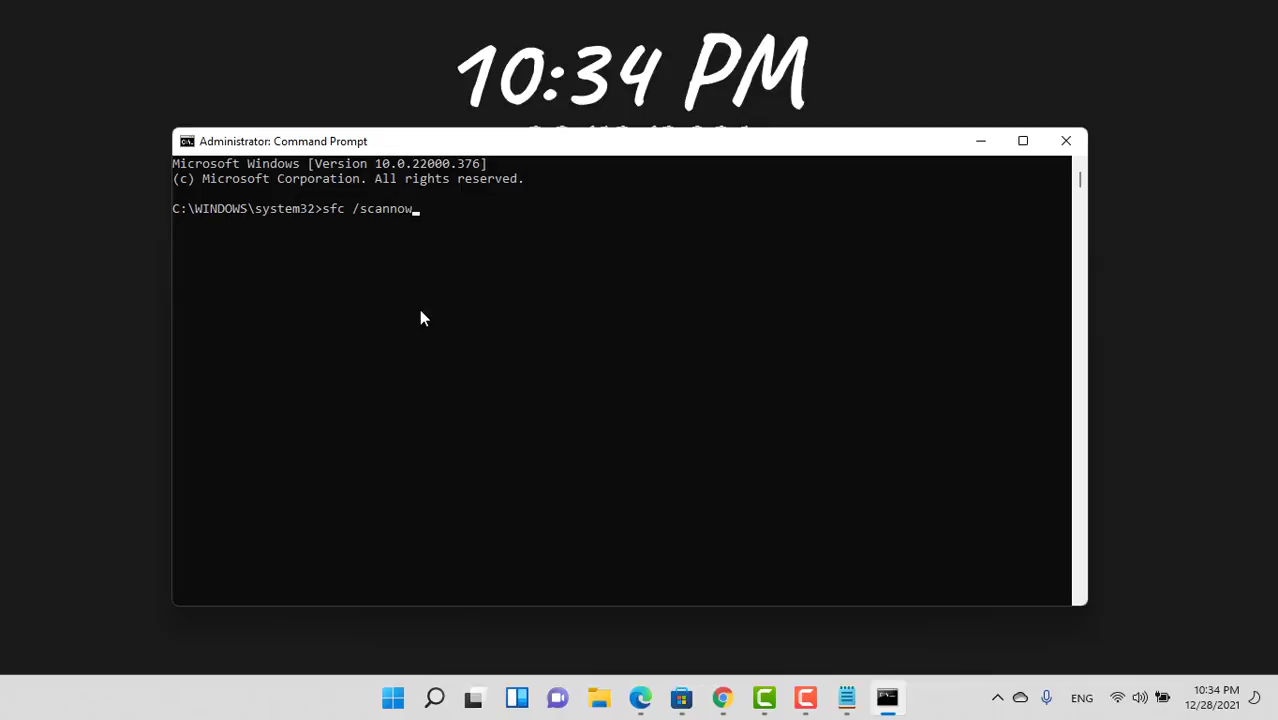 10:34 PM
Administrator: Command Prompt
Microsoft Windows [Version 10.0.22000.376]
(c) Microsoft Corporation. All rights reserved.
C:\WINDOWS\system32>sfc /scannow
ENG
10:34 PM
12/28/2021